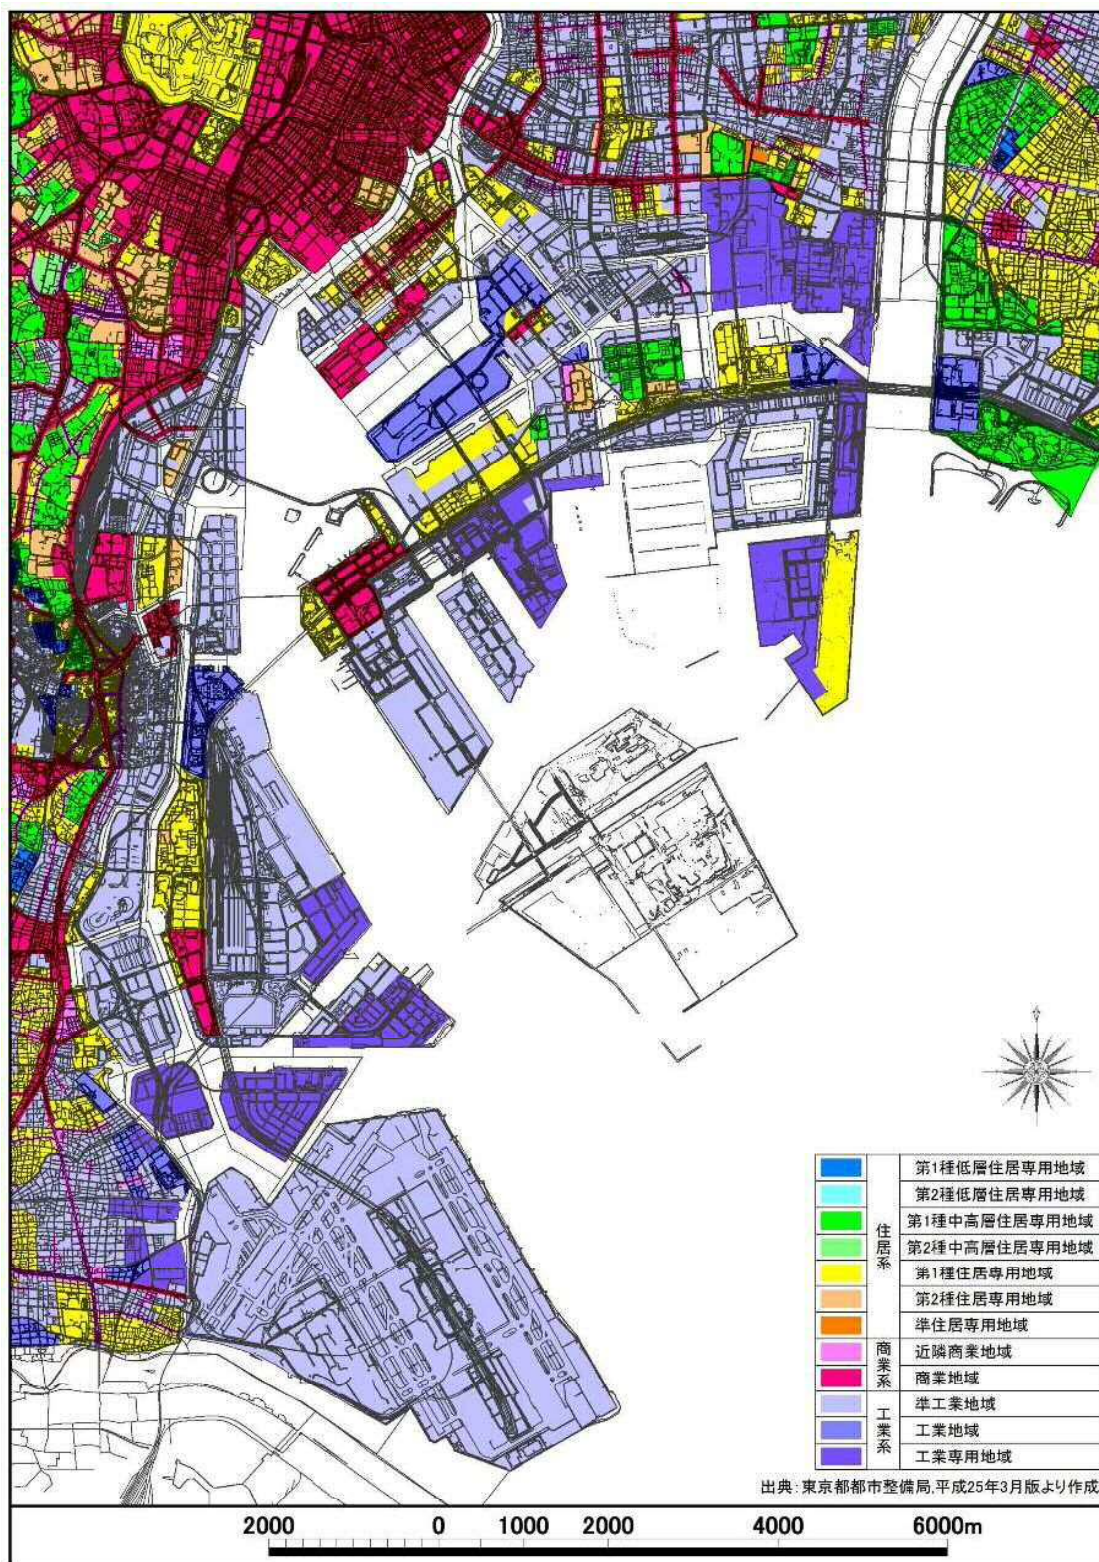 住居系
第1種低層住居専用地域
第2種低層住居専用地域
第1種中高層住居専用地域
第2種中高層住居専用地域
第1種住居専用地域
第2種住居専用地域
準住居専用地域
商業系
近隣商業地域
商業地域
工業系
準工業地域
工業地域
工業専用地域
出典:東京都都市整備局,平成25年3月版より作成
2000 0 1000 2000 4000 6000m